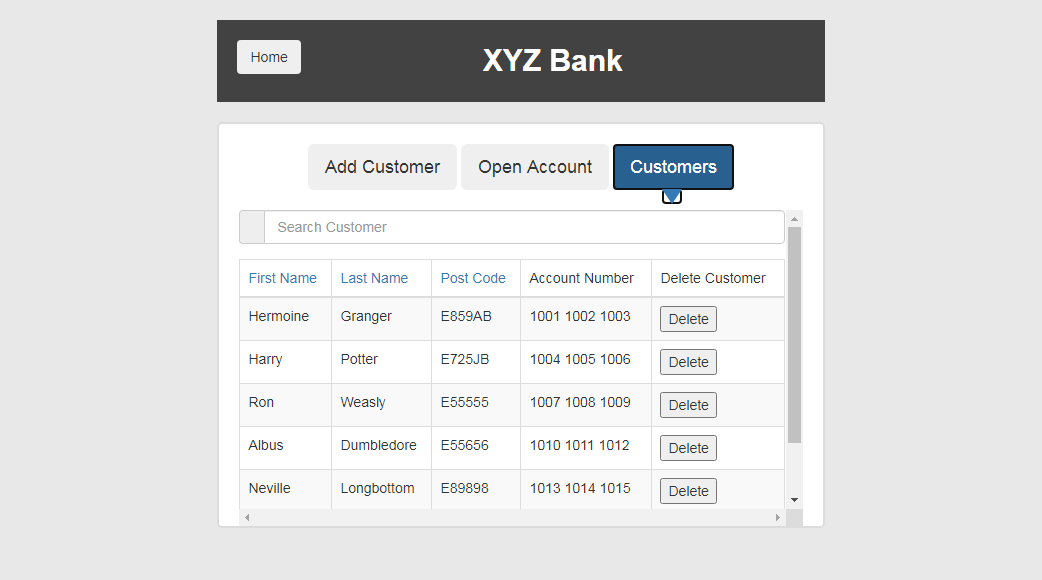 Home
XYZ Bank
Add Customer Open Account Customers
Search Customer
First Name Last Name Post Code Account Number Delete Customer
Hermoine Granger E859AB 1001 1002 1003 Delete
Harry Potter E725JB 1004 1005 1006 Delete
Ron Weasly E55555 1007 1008 1009 Delete
Albus Dumbledore E55656 1010 1011 1012 Delete
Neville Longbottom E89898 1013 1014 1015 Delete